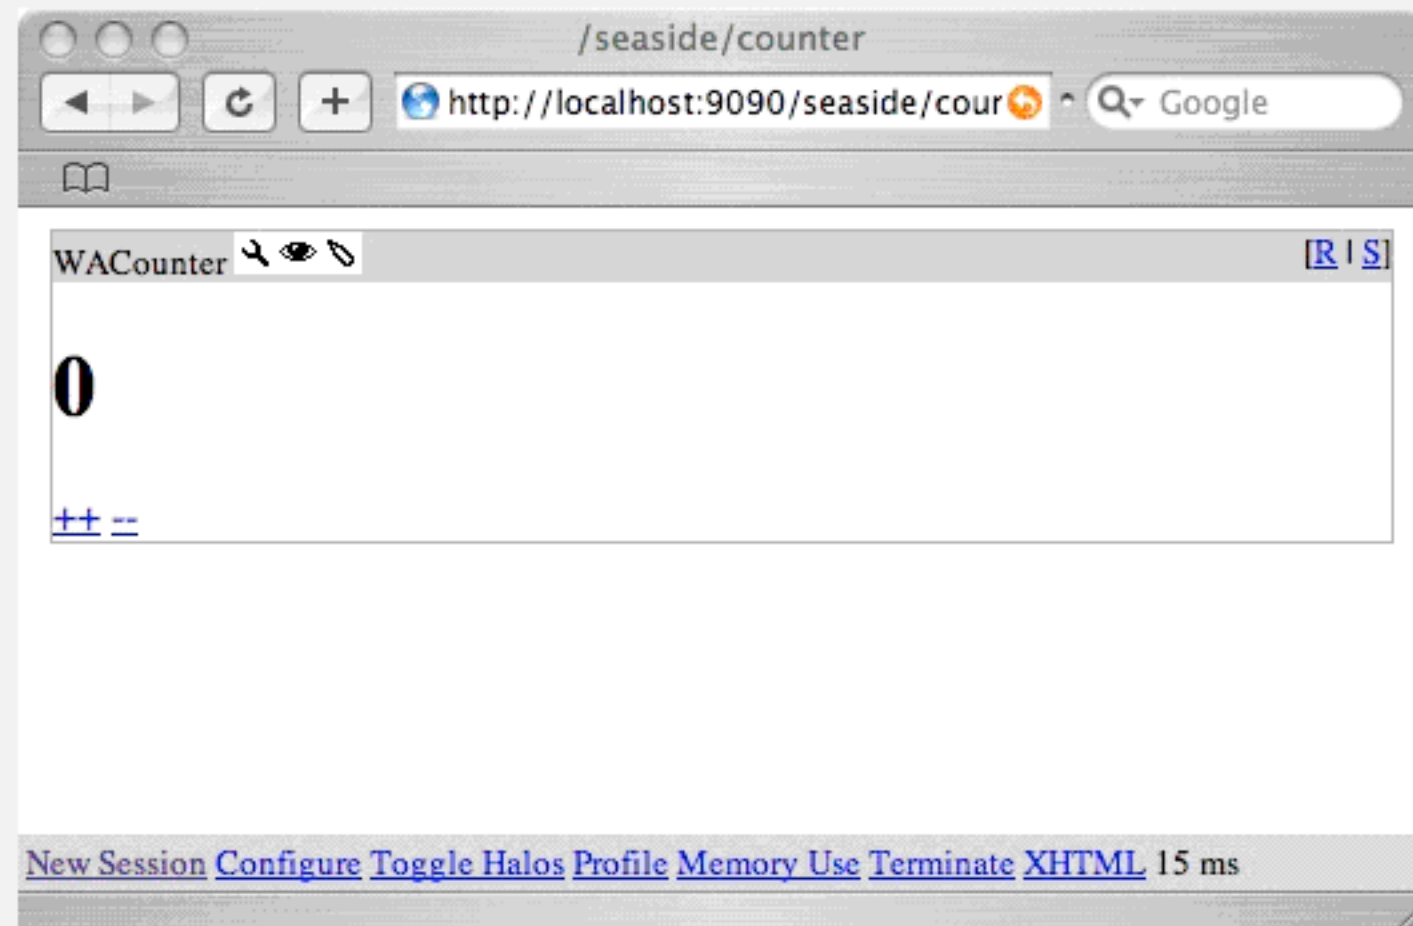 /seaside/counter
http://localhost:9090/seaside/cour Google
WACounter [R | S]
0
++ --
New Session Configure Toggle Halos Profile Memory Use Terminate XHTML 15 ms